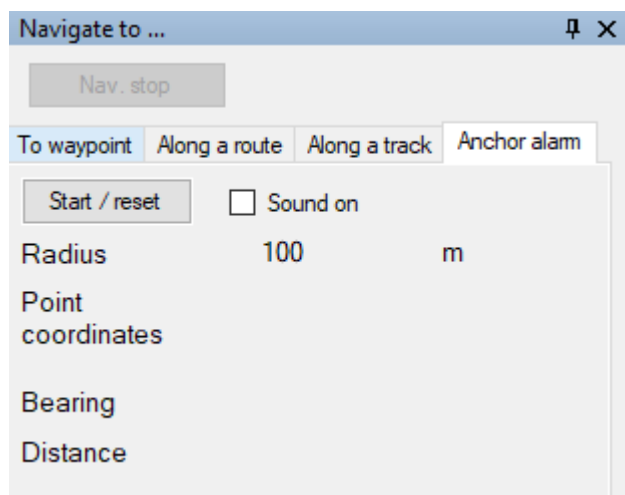 Navigate to ...
Nav. stop
To waypoint Along a route Along a track Anchor alarm
Start / reset Sound on
Radius 100 m
Point
coordinates
Bearing
Distance